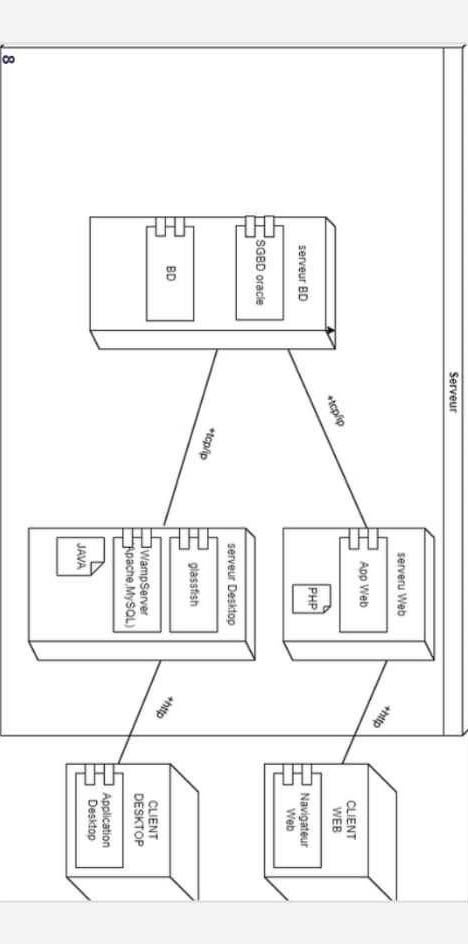 Serveur
serveur BD
SGBD oracle
BD
+tcp/ip
+tcp/ip
serveru Web
App Web
PHP
serveur Desktop
glassfish
WampServer
(Apache,MySQL)
JAVA
+http
+http
CLIENT
WEB
Navigateur
Web
CLIENT
DESKTOP
Application
Desktop
8